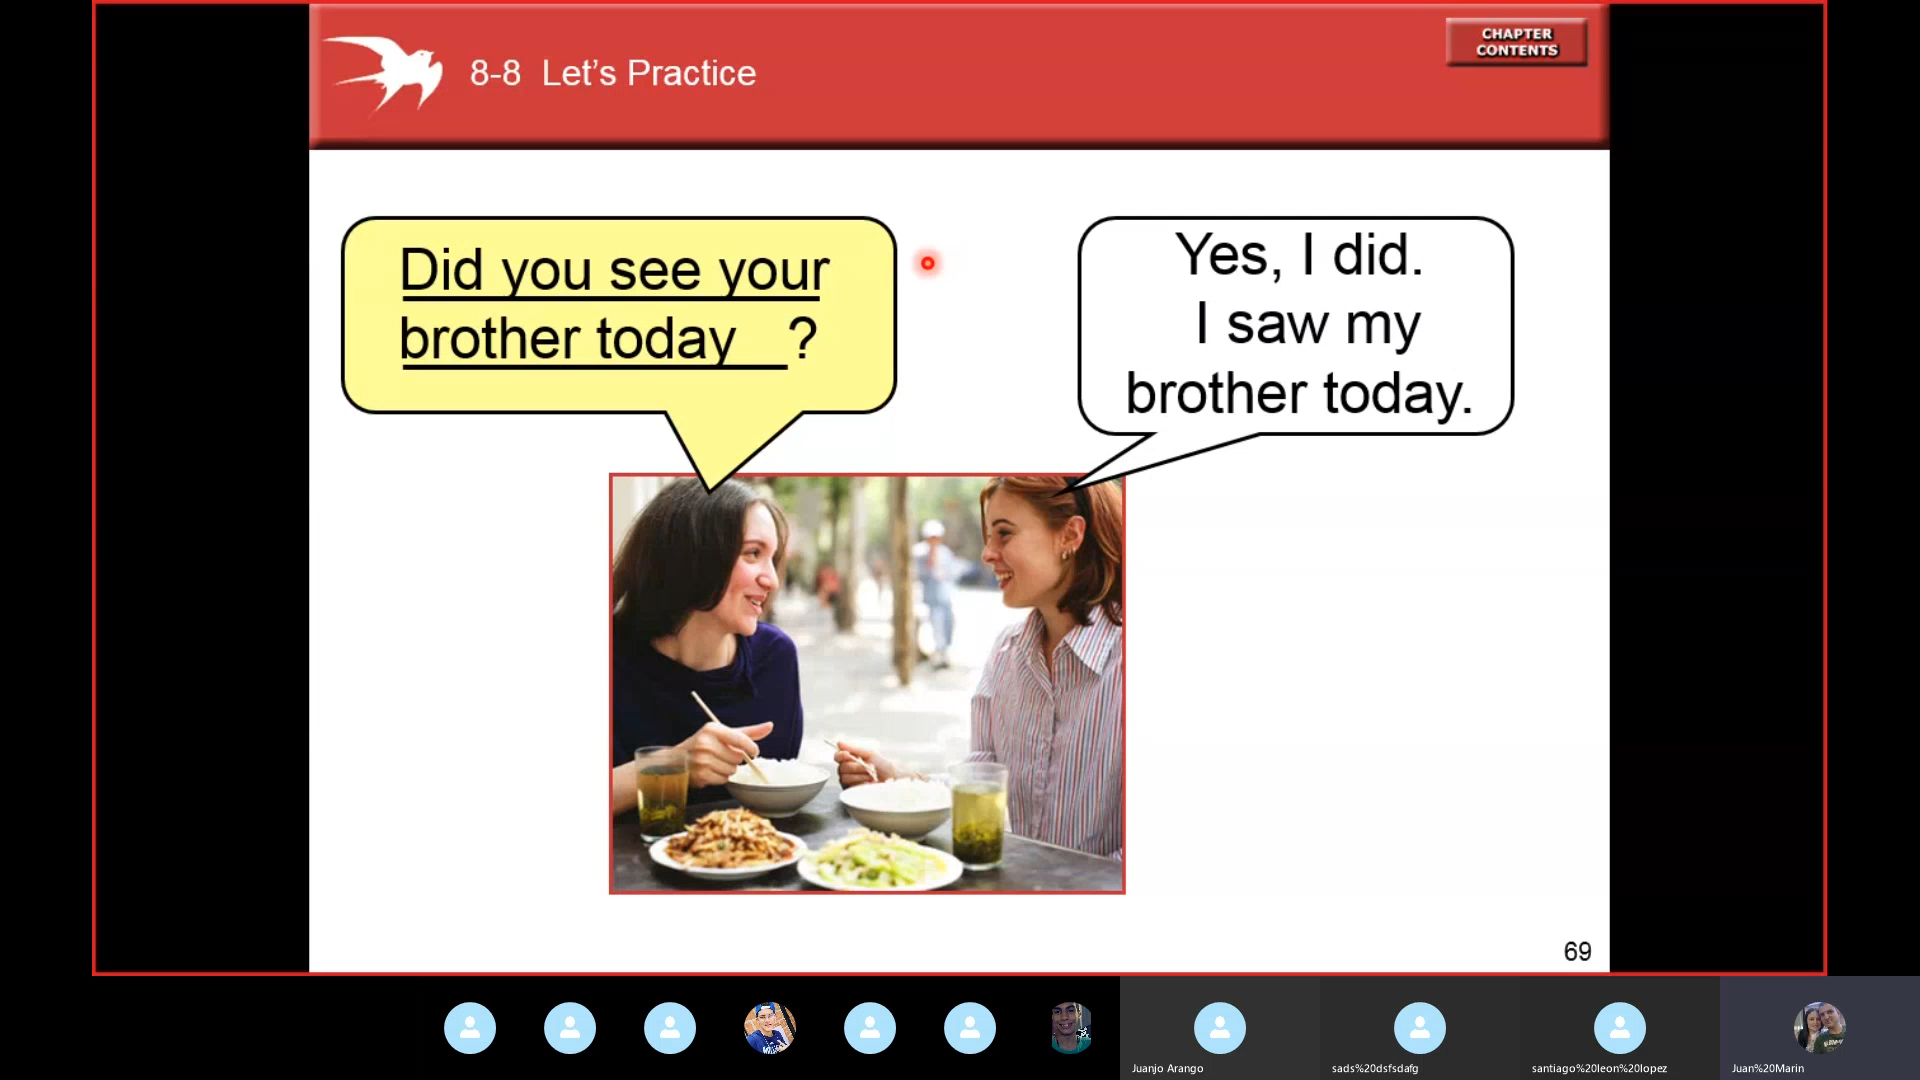 8-8 Let's Practice
CHAPTER
CONTENTS
Did you see your
brother today ?
Yes, I did.
I saw my
brother today.
69
Juanjo Arango
sads%20dsfsdafg
santiago%20leon%20lopez
Juan%20Marin